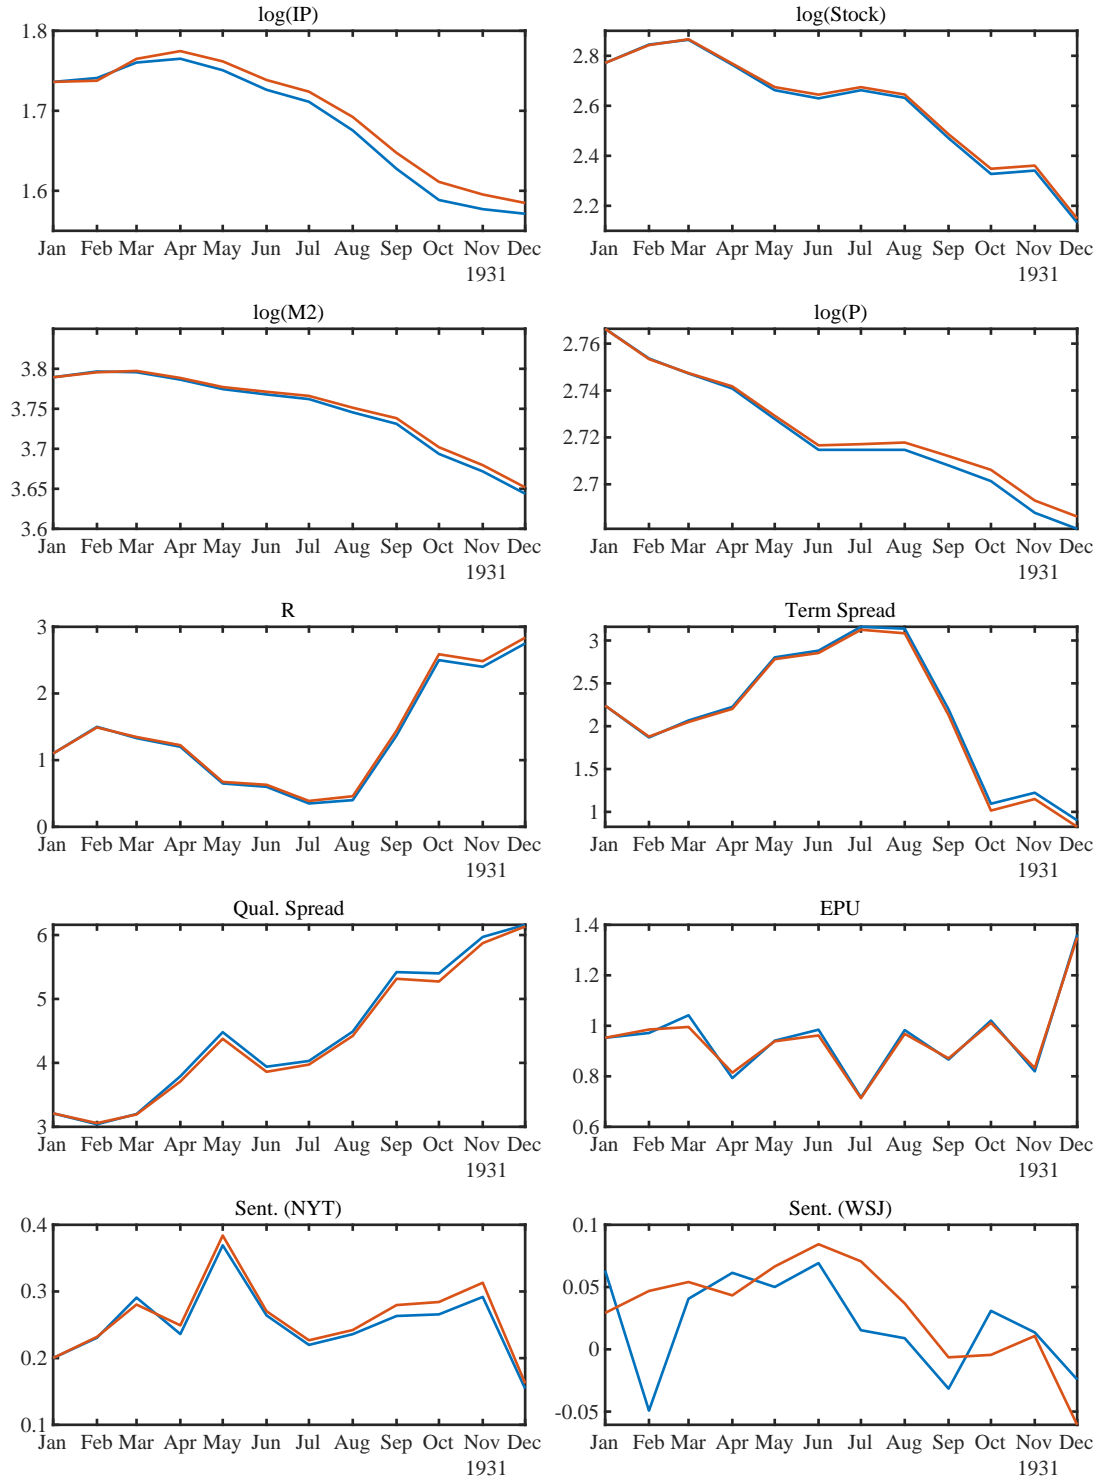 log(IP)
1.8
1.7
1.6
Jan Feb Mar Apr May Jun Jul Aug Sep Oct Nov Dec
1931
log(Stock)
2.8
2.6
2.4
2.2
Jan Feb Mar Apr May Jun Jul Aug Sep Oct Nov Dec
1931
log(M2)
3.8
3.75
3.7
3.65
3.6
Jan Feb Mar Apr May Jun Jul Aug Sep Oct Nov Dec
1931
log(P)
2.76
2.74
2.72
2.7
Jan Feb Mar Apr May Jun Jul Aug Sep Oct Nov Dec
1931
R
3
2
1
0
Jan Feb Mar Apr May Jun Jul Aug Sep Oct Nov Dec
1931
Term Spread
3
2.5
2
1.5
1
Jan Feb Mar Apr May Jun Jul Aug Sep Oct Nov Dec
1931
Qual. Spread
6
5
4
3
Jan Feb Mar Apr May Jun Jul Aug Sep Oct Nov Dec
1931
EPU
1.4
1.2
1
0.8
0.6
Jan Feb Mar Apr May Jun Jul Aug Sep Oct Nov Dec
1931
Sent. (NYT)
0.4
0.3
0.2
0.1
Jan Feb Mar Apr May Jun Jul Aug Sep Oct Nov Dec
1931
Sent. (WSJ)
0.1
0.05
0
-0.05
Jan Feb Mar Apr May Jun Jul Aug Sep Oct Nov Dec
1931